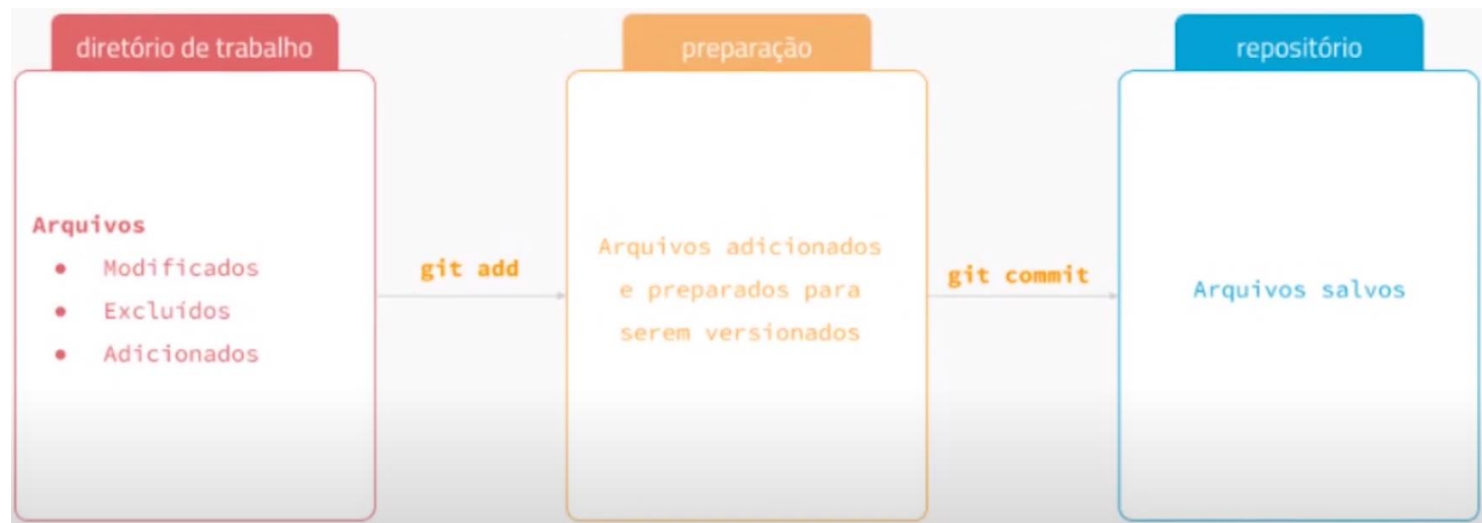 diretório de trabalho
Arquivos
● Modificados
● Excluídos
● Adicionados
git add
preparação
Arquivos adicionados
e preparados para
serem versionados
git commit
repositório
Arquivos salvos